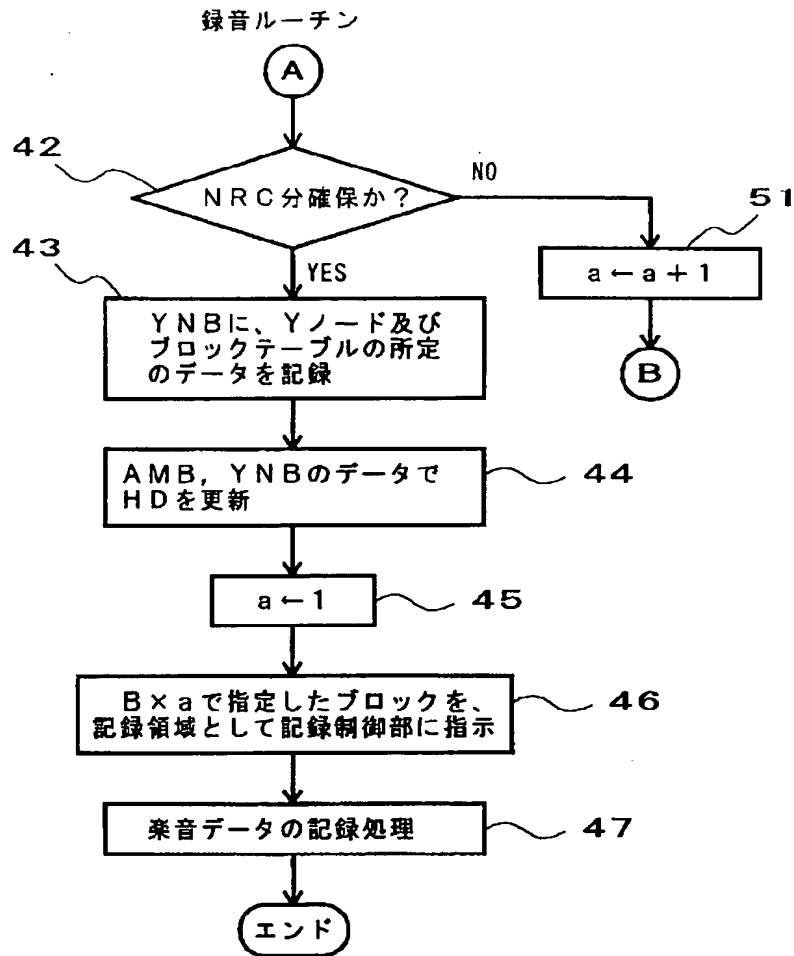 録音ルーチン
A
42
NRC分確保か？
NO
51
a←a+1
B
43
YES
YNBに、Yノード及び
ブロックテーブルの所定
のデータを記録
AMB，YNBのデータで
HDを更新
44
a←1
45
B×aで指定したブロックを、
記録領域として記録制御部に指示
46
楽音データの記録処理
47
エンド